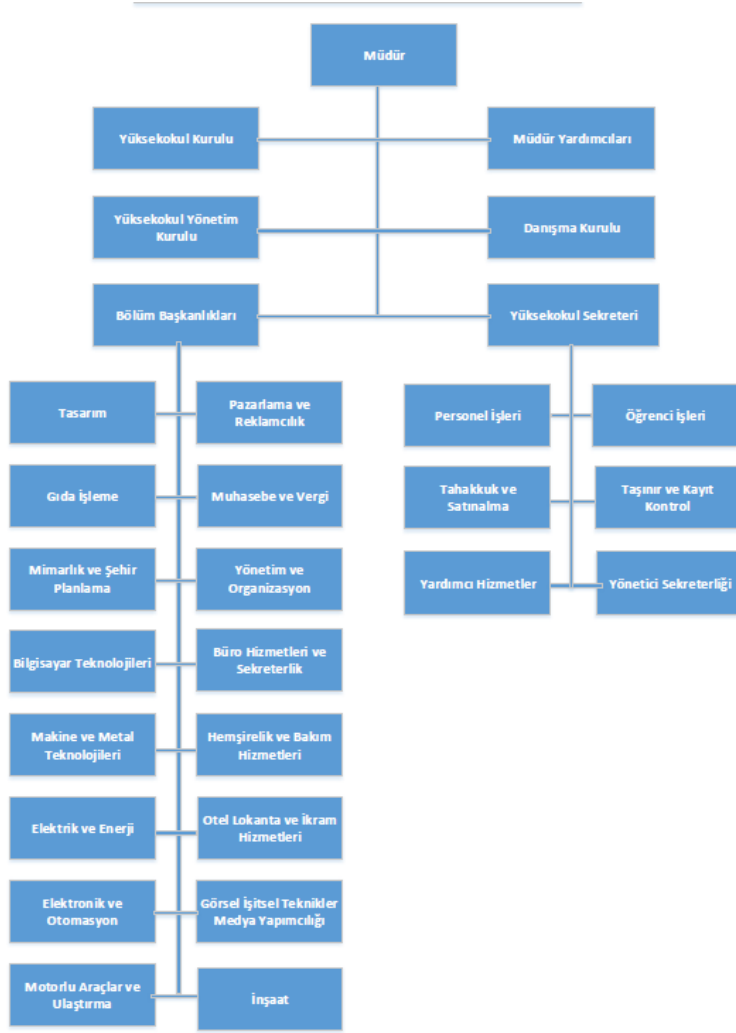 Müdür
Yüksekokul Kurulu
Müdür Yardımcıları
Yüksekokul Yönetim
Kurulu
Danışma Kurulu
Bölüm Başkanlıkları
Yüksekokul Sekreteri
Tasarım
Pazarlama ve
Reklamcılık
Gıda İşleme
Muhasebe ve Vergi
Mimarlık ve Şehir
Planlama
Yönetim ve
Organizasyon
Bilgisayar Teknolojileri
Büro Hizmetleri ve
Sekreterlik
Makine ve Metal
Teknolojileri
Hemşirelik ve Bakım
Hizmetleri
Elektrik ve Enerji
Otel Lokanta ve İkram
Hizmetleri
Elektronik ve
Otomasyon
Görsel İşitsel Teknikler
Medya Yapımcılığı
Motorlu Araçlar ve
Ulaştırma
İnşaat
Personel İşleri
Öğrenci İşleri
Tahakkuk ve
Satınalma
Taşınır ve Kayıt
Kontrol
Yardımcı Hizmetler
Yönetici Sekreterliği